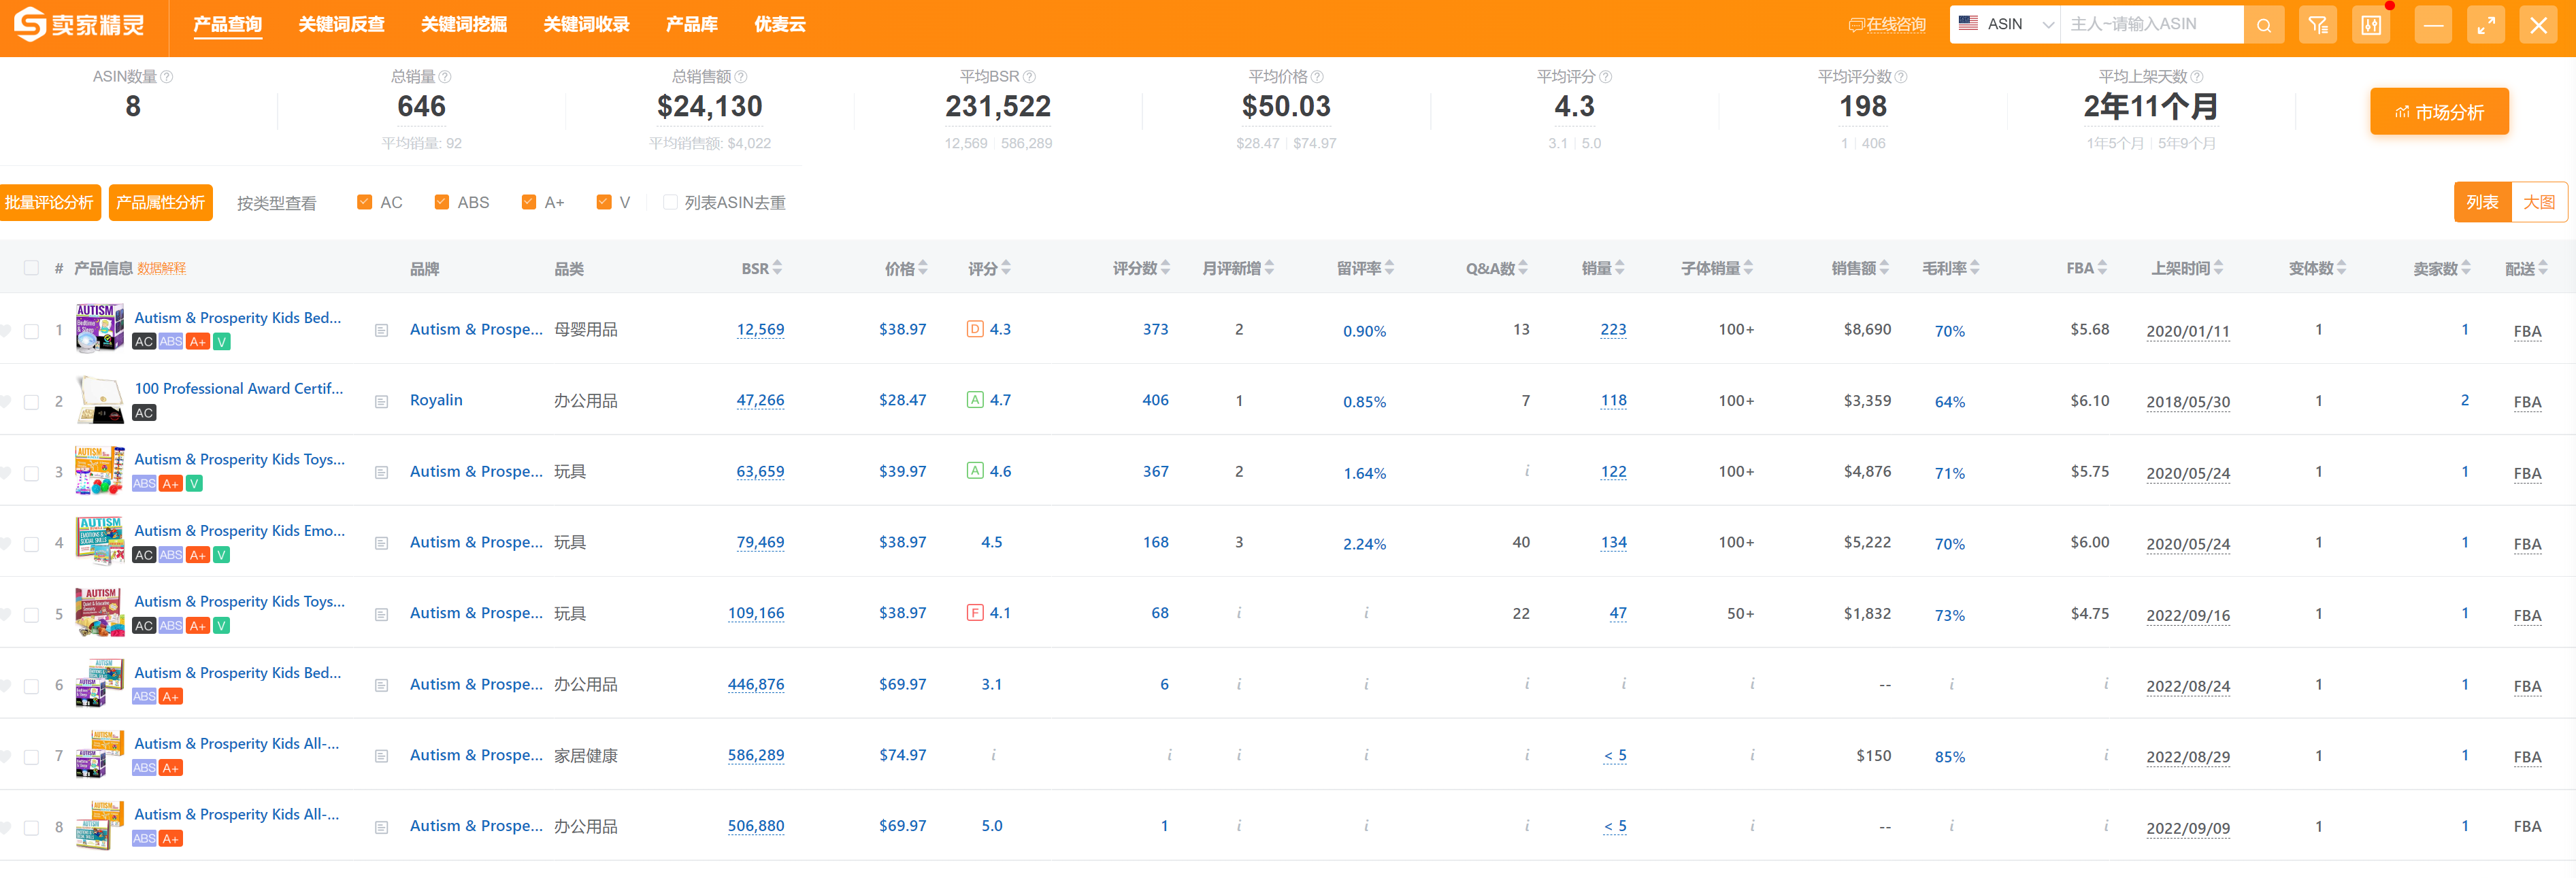 卖家精灵 产品查询 关键词反查 关键词挖掘 关键词收录 产品库 优麦云 在线咨询 ASIN 主人~请输入ASIN
ASIN数量 总销量 总销售额 平均BSR 平均价格 平均评分 平均评分数 平均上架天数
8 646 $24,130 231,522 $50.03 4.3 198 2年11个月 市场分析
平均销量: 92 平均销售额: $4,022 12,569 | 586,289 $28.47 | $74.97 3.1 | 5.0 1 | 406 1年5个月 | 5年9个月
批量评论分析 产品属性分析 按类型查看 AC ABS A+ V 列表ASIN去重 列表 大图
# 产品信息 数据解释 品牌 品类 BSR 价格 评分 评分数 月评新增 留评率 Q&A数 销量 子体销量 销售额 毛利率 FBA 上架时间 变体数 卖家数 配送
1 Autism & Prosperity Kids Bed... Autism & Prospe... 母婴用品 12,569 $38.97 D 4.3 373 2 0.90% 13 223 100+ $8,690 70% $5.68 2020/01/11 1 1 FBA
AC ABS A+ V
2 100 Professional Award Certif... Royalin 办公用品 47,266 $28.47 A 4.7 406 1 0.85% 7 118 100+ $3,359 64% $6.10 2018/05/30 1 2 FBA
AC
3 Autism & Prosperity Kids Toys... Autism & Prospe... 玩具 63,659 $39.97 A 4.6 367 2 1.64% i 122 100+ $4,876 71% $5.75 2020/05/24 1 1 FBA
ABS A+ V
4 Autism & Prosperity Kids Emo... Autism & Prospe... 玩具 79,469 $38.97 4.5 168 3 2.24% 40 134 100+ $5,222 70% $6.00 2020/05/24 1 1 FBA
AC ABS A+ V
5 Autism & Prosperity Kids Toys... Autism & Prospe... 玩具 109,166 $38.97 F 4.1 68 i i 22 47 50+ $1,832 73% $4.75 2022/09/16 1 1 FBA
AC ABS A+ V
6 Autism & Prosperity Kids Bed... Autism & Prospe... 办公用品 446,876 $69.97 3.1 6 i i i i i -- i i 2022/08/24 1 1 FBA
ABS A+
7 Autism & Prosperity Kids All-... Autism & Prospe... 家居健康 586,289 $74.97 i i i i i < 5 i $150 85% i 2022/08/29 1 1 FBA
ABS A+
8 Autism & Prosperity Kids All-... Autism & Prospe... 办公用品 506,880 $69.97 5.0 1 i i i < 5 i -- i i 2022/09/09 1 1 FBA
ABS A+